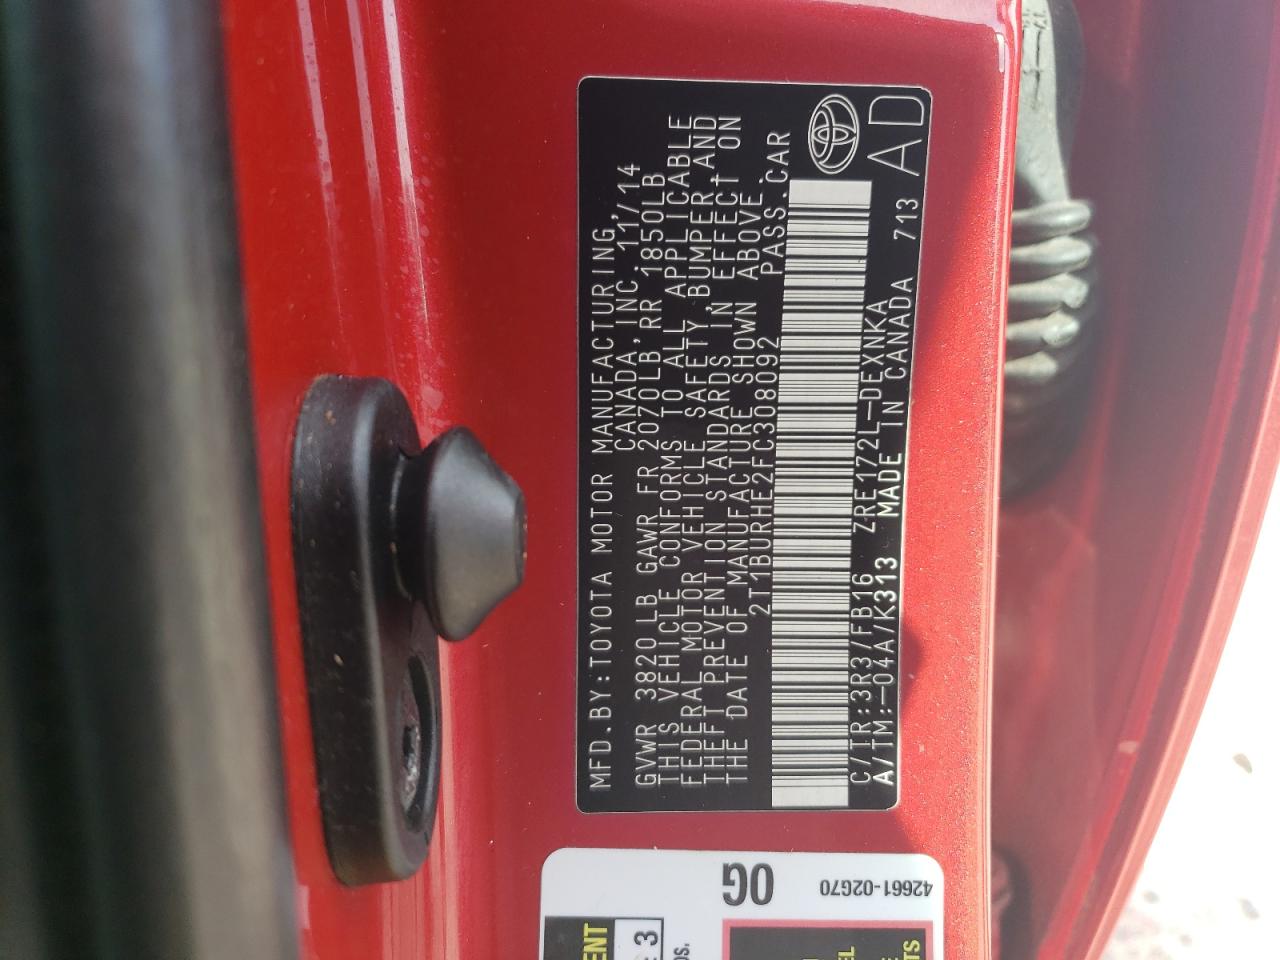 MFD.BY:TOYOTA MOTOR MANUFACTURING,
CANADA,INC. 11/14
GVWR 3820 LB GAWR FR 2070LB,RR 1850LB
THIS VEHICLE CONFORMS TO ALL APPLICABLE
FEDERAL MOTOR VEHICLE SAFETY,BUMPER,AND
THEFT PREVENTION STANDARDS IN EFFECT ON
THE DATE OF MANUFACTURE SHOWN ABOVE.
2T1BURHE2FC308092 PASS.CAR
C/TR:3R3/FB16 ZRE172L-DEXNKA 713 AD
A/TM:-04A/K313 MADE IN CANADA
42661-02G70
0G
ENT
3